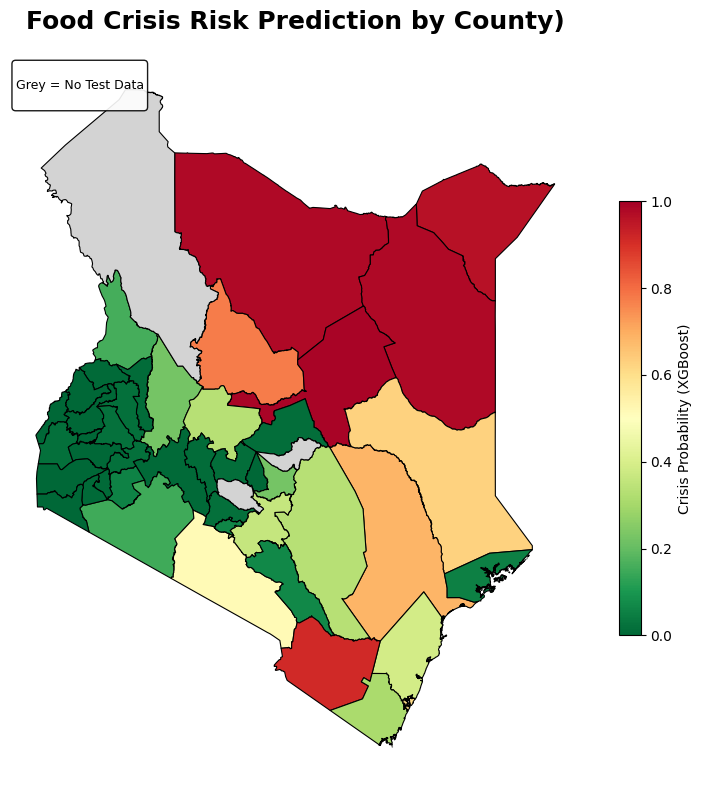 Food Crisis Risk Prediction by County)
Grey = No Test Data
1.0
0.8
0.6
0.4
0.2
0.0
Crisis Probability (XGBoost)